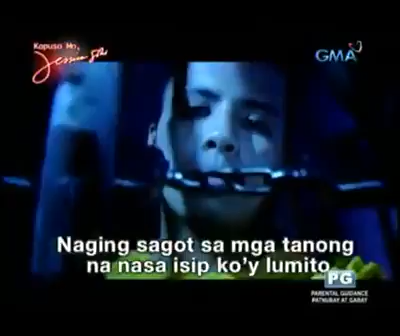 Kapuso Mo,
Jessica Soho
GMA
Naging sagot sa mga tanong
na nasa isip ko'y lumito
PG
PARENTAL GUIDANCE
PATNUBAY AT GABAY